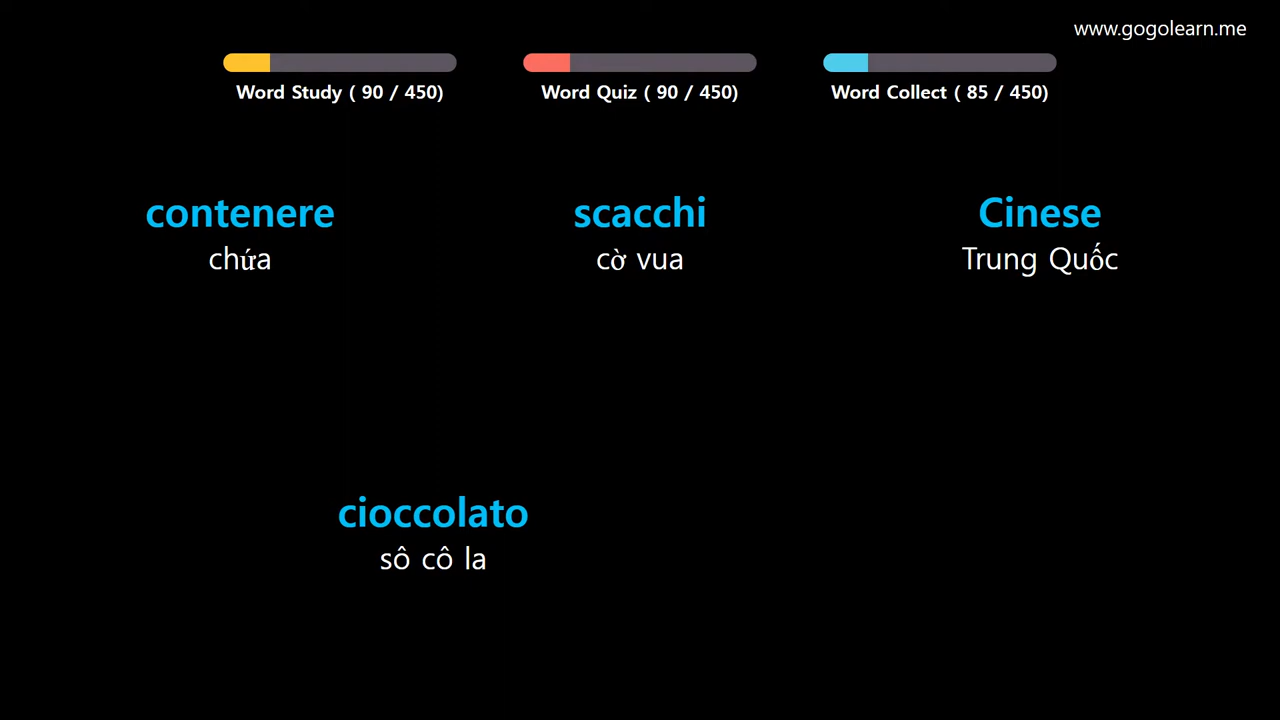 www.gogolearn.me
Word Study ( 90 / 450)
Word Quiz ( 90 / 450)
Word Collect ( 85 / 450)
contenere
chứa
scacchi
cờ vua
Cinese
Trung Quốc
cioccolato
sô cô la